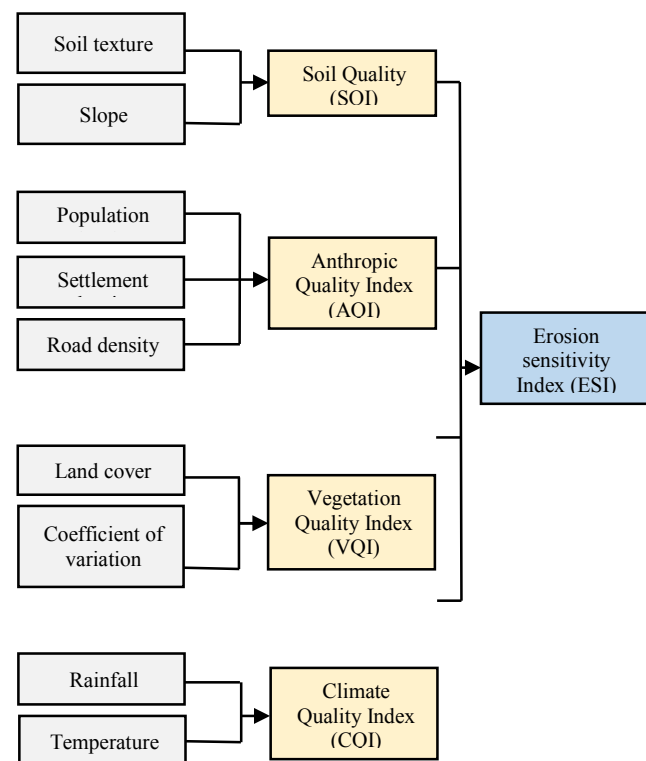 Soil texture
Slope
Soil Quality
(SQI)
Population
Settlement
Road density
Anthropic
Quality Index
(AQI)
Erosion
sensitivity
Index (ESI)
Land cover
Coefficient of
variation
Vegetation
Quality Index
(VQI)
Rainfall
Temperature
Climate
Quality Index
(CQI)